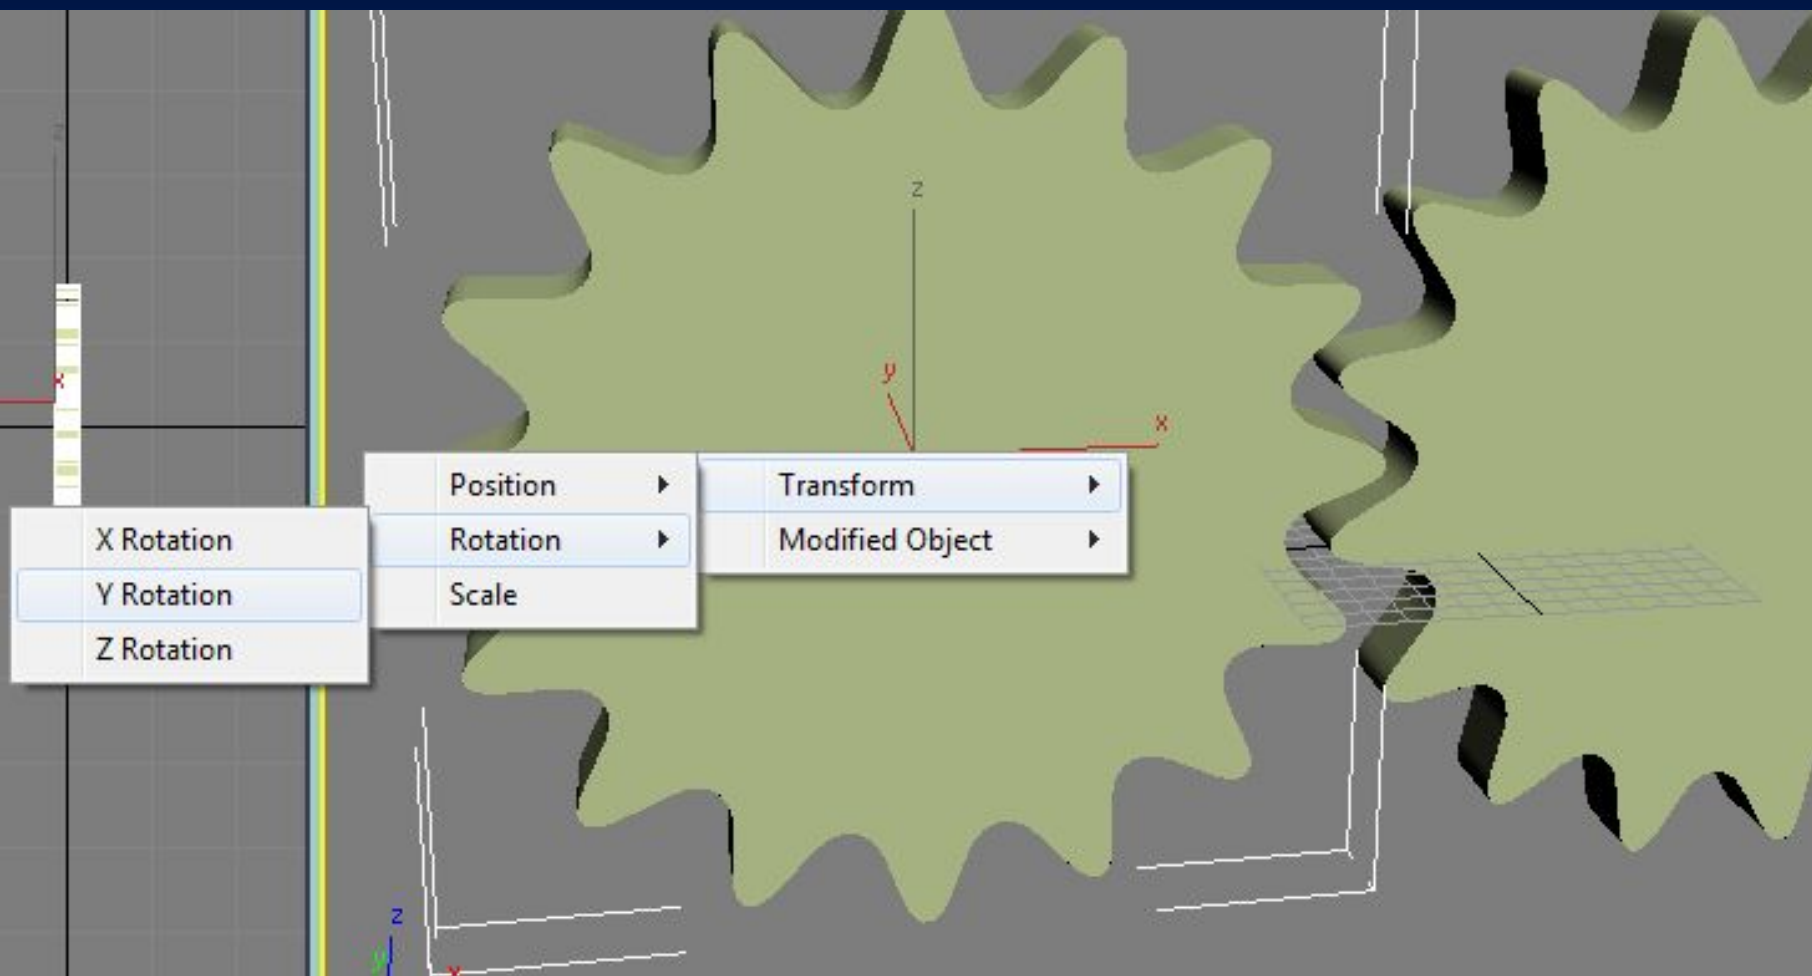 z
z
y
x
x
Position
Transform
Rotation
Modified Object
Scale
X Rotation
Y Rotation
Z Rotation
z
y
x